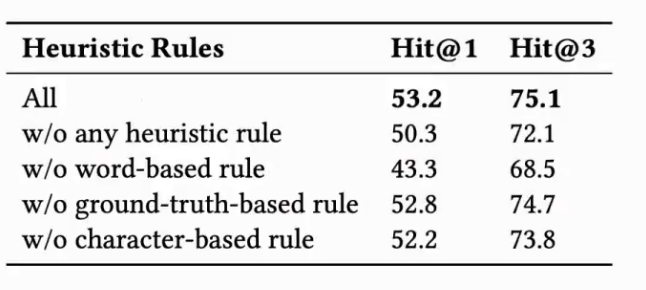 Heuristic Rules Hit@1 Hit@3
All 53.2 75.1
w/o any heuristic rule 50.3 72.1
w/o word-based rule 43.3 68.5
w/o ground-truth-based rule 52.8 74.7
w/o character-based rule 52.2 73.8